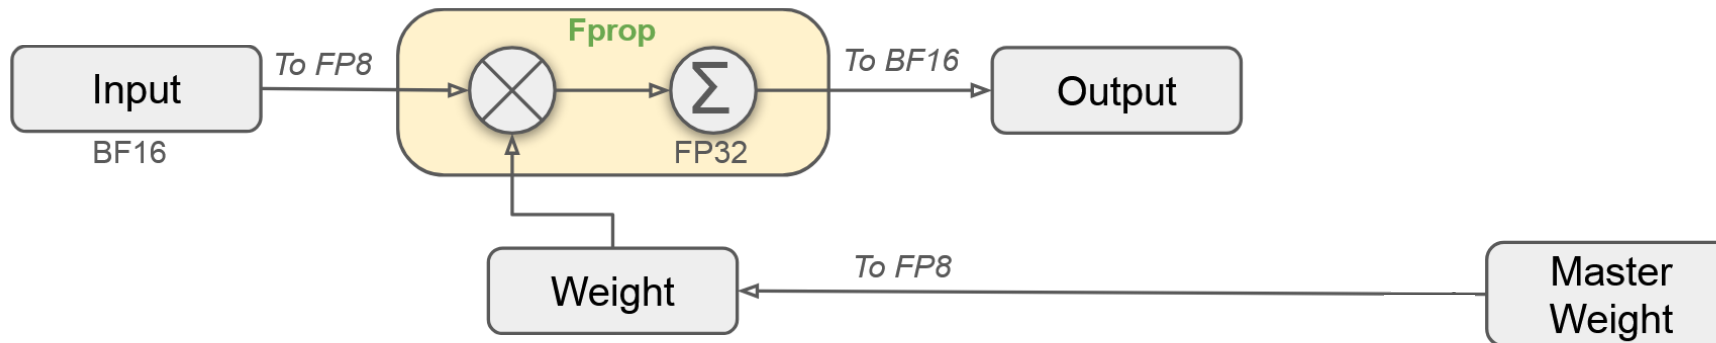 Fprop
Input
To FP8
Σ
To BF16
Output
BF16
FP32
Weight
To FP8
Master
Weight